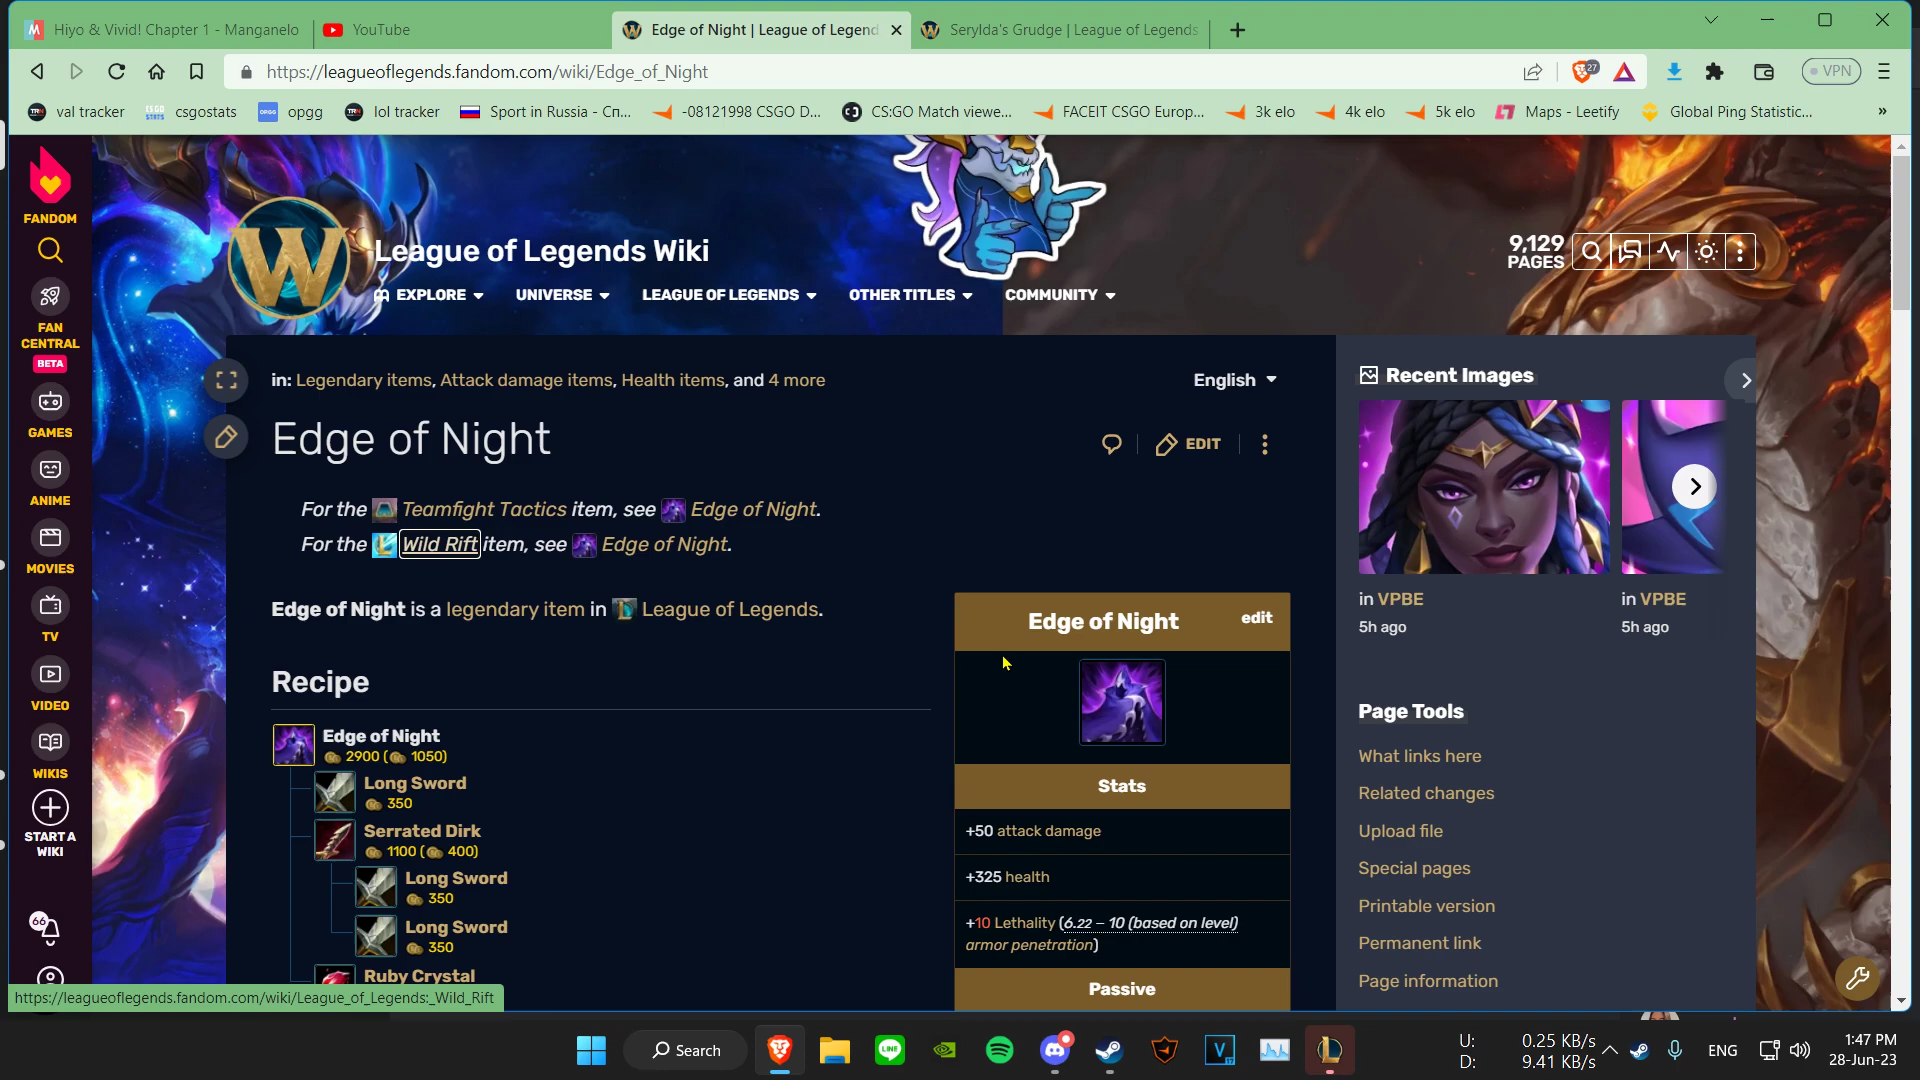 Hiyo & Vivid! Chapter 1 - Manganelo
YouTube
Edge of Night | League of Legend
Serylda's Grudge | League of Legends
https://leagueoflegends.fandom.com/wiki/Edge_of_Night
27
VPN
val tracker
csgostats
opgg
lol tracker
Sport in Russia - Сп...
-08121998 CSGO D...
CS:GO Match viewe...
FACEIT CSGO Europ...
3k elo
4k elo
5k elo
Maps - Leetify
Global Ping Statistic...
FANDOM
FAN CENTRAL
BETA
GAMES
ANIME
MOVIES
TV
VIDEO
WIKIS
START A WIKI
66
League of Legends Wiki
EXPLORE
UNIVERSE
LEAGUE OF LEGENDS
OTHER TITLES
COMMUNITY
9,129
PAGES
in: Legendary items, Attack damage items, Health items, and 4 more
English
Edge of Night
EDIT
For the Teamfight Tactics item, see Edge of Night.
For the Wild Rift item, see Edge of Night.
Edge of Night is a legendary item in League of Legends.
Recipe
Edge of Night
2900 (1050)
Long Sword
350
Serrated Dirk
1100 (400)
Long Sword
350
Long Sword
350
Ruby Crystal
Edge of Night
edit
Stats
+50 attack damage
+325 health
+10 Lethality (6.22 – 10 (based on level)
armor penetration)
Passive
Recent Images
in VPBE
5h ago
in VPBE
5h ago
Page Tools
What links here
Related changes
Upload file
Special pages
Printable version
Permanent link
Page information
https://leagueoflegends.fandom.com/wiki/League_of_Legends:_Wild_Rift
Search
U: 0.25 KB/s
D: 9.41 KB/s
ENG
1:47 PM
28-Jun-23